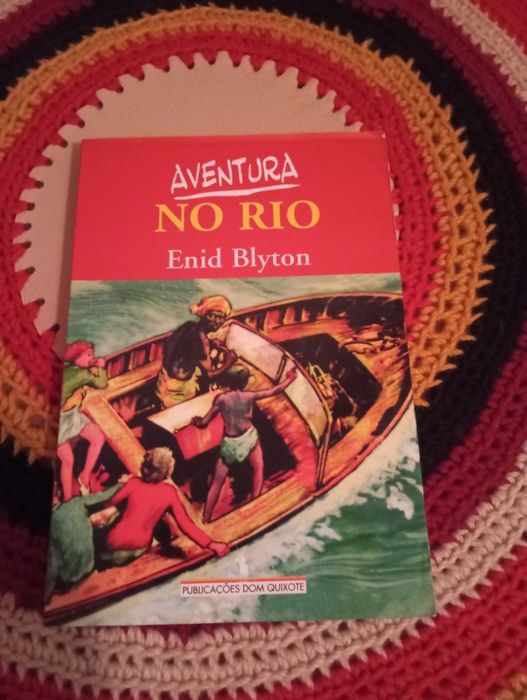 AVENTURA
NO RIO
Enid Blyton
PUBLICAÇÕES DOM QUIXOTE